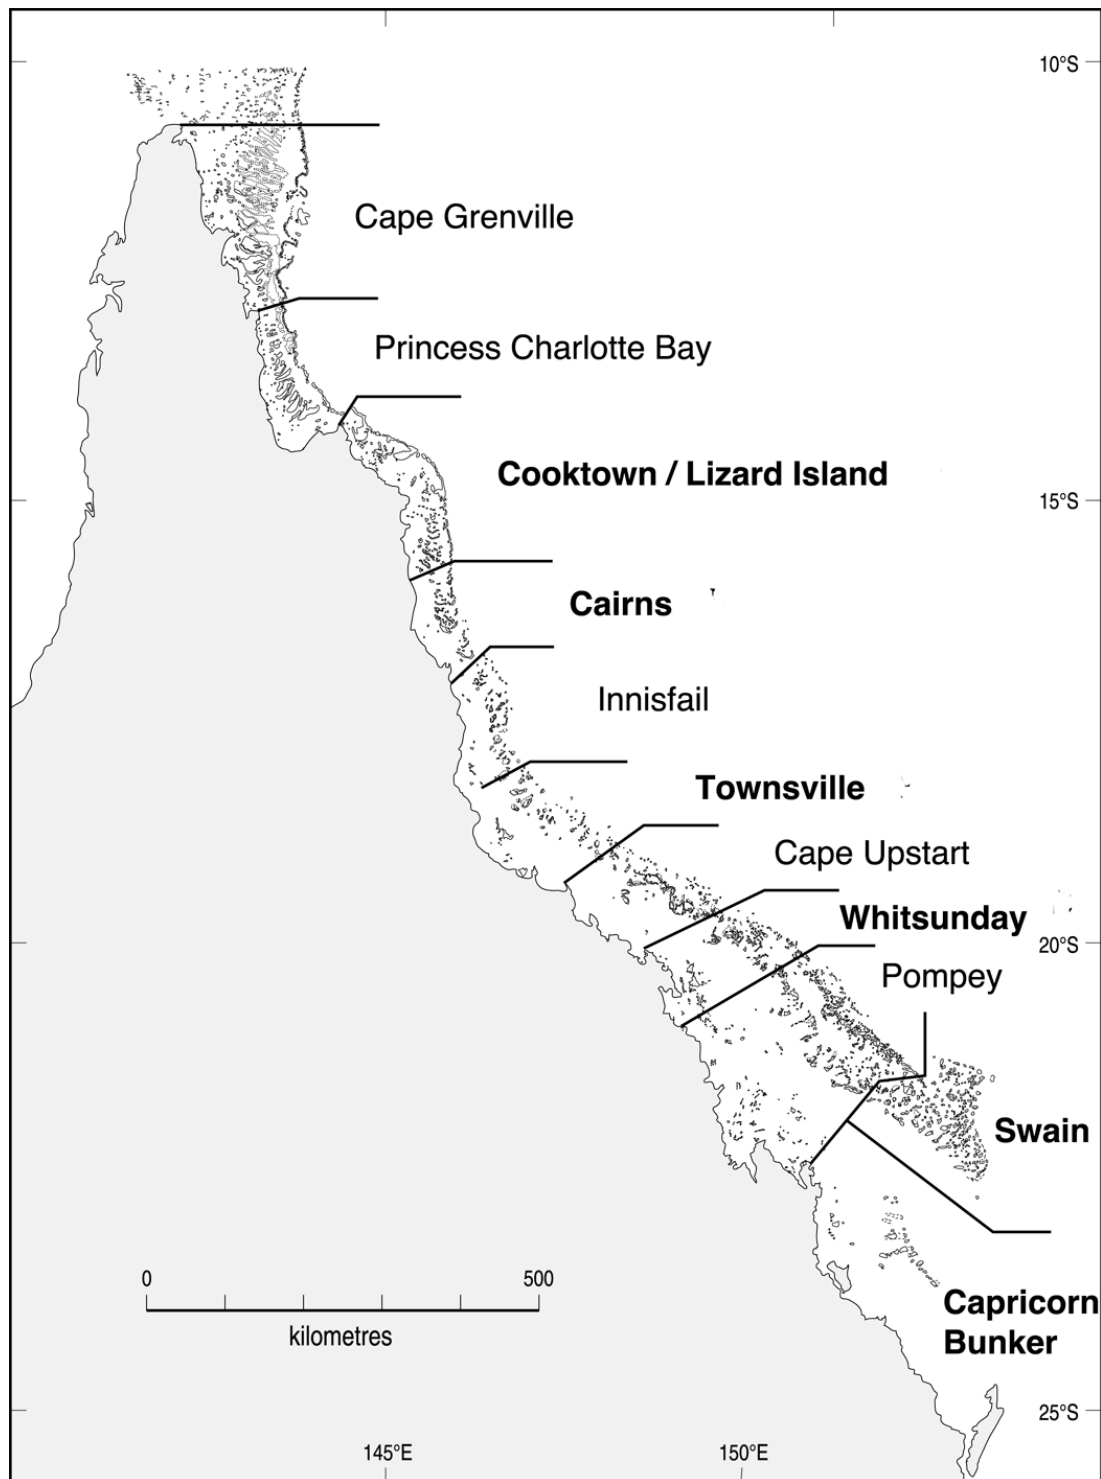 10°S
Cape Grenville
Princess Charlotte Bay
Cooktown / Lizard Island
15°S
Cairns
Innisfail
Townsville
Cape Upstart
Whitsunday
20°S
Pompey
Swain
0 500
kilometres
Capricorn
Bunker
25°S
145°E 150°E